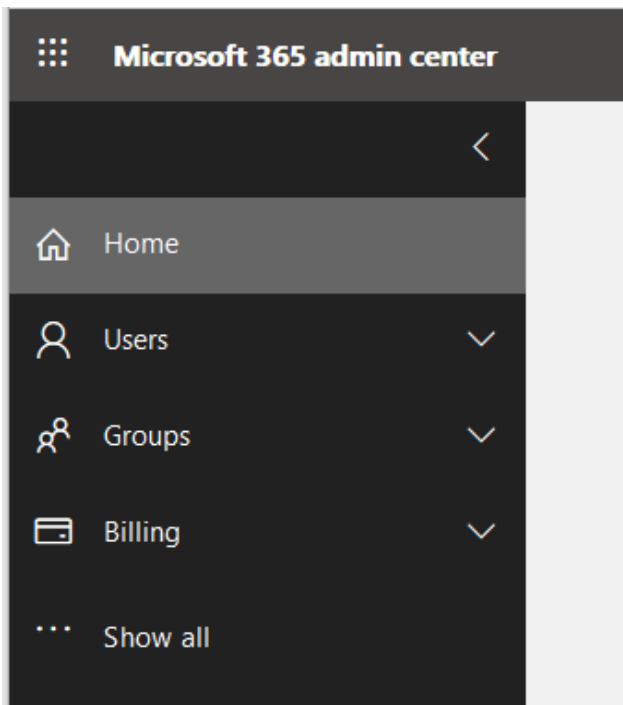 Microsoft 365 admin center
Home
Users
Groups
Billing
Show all